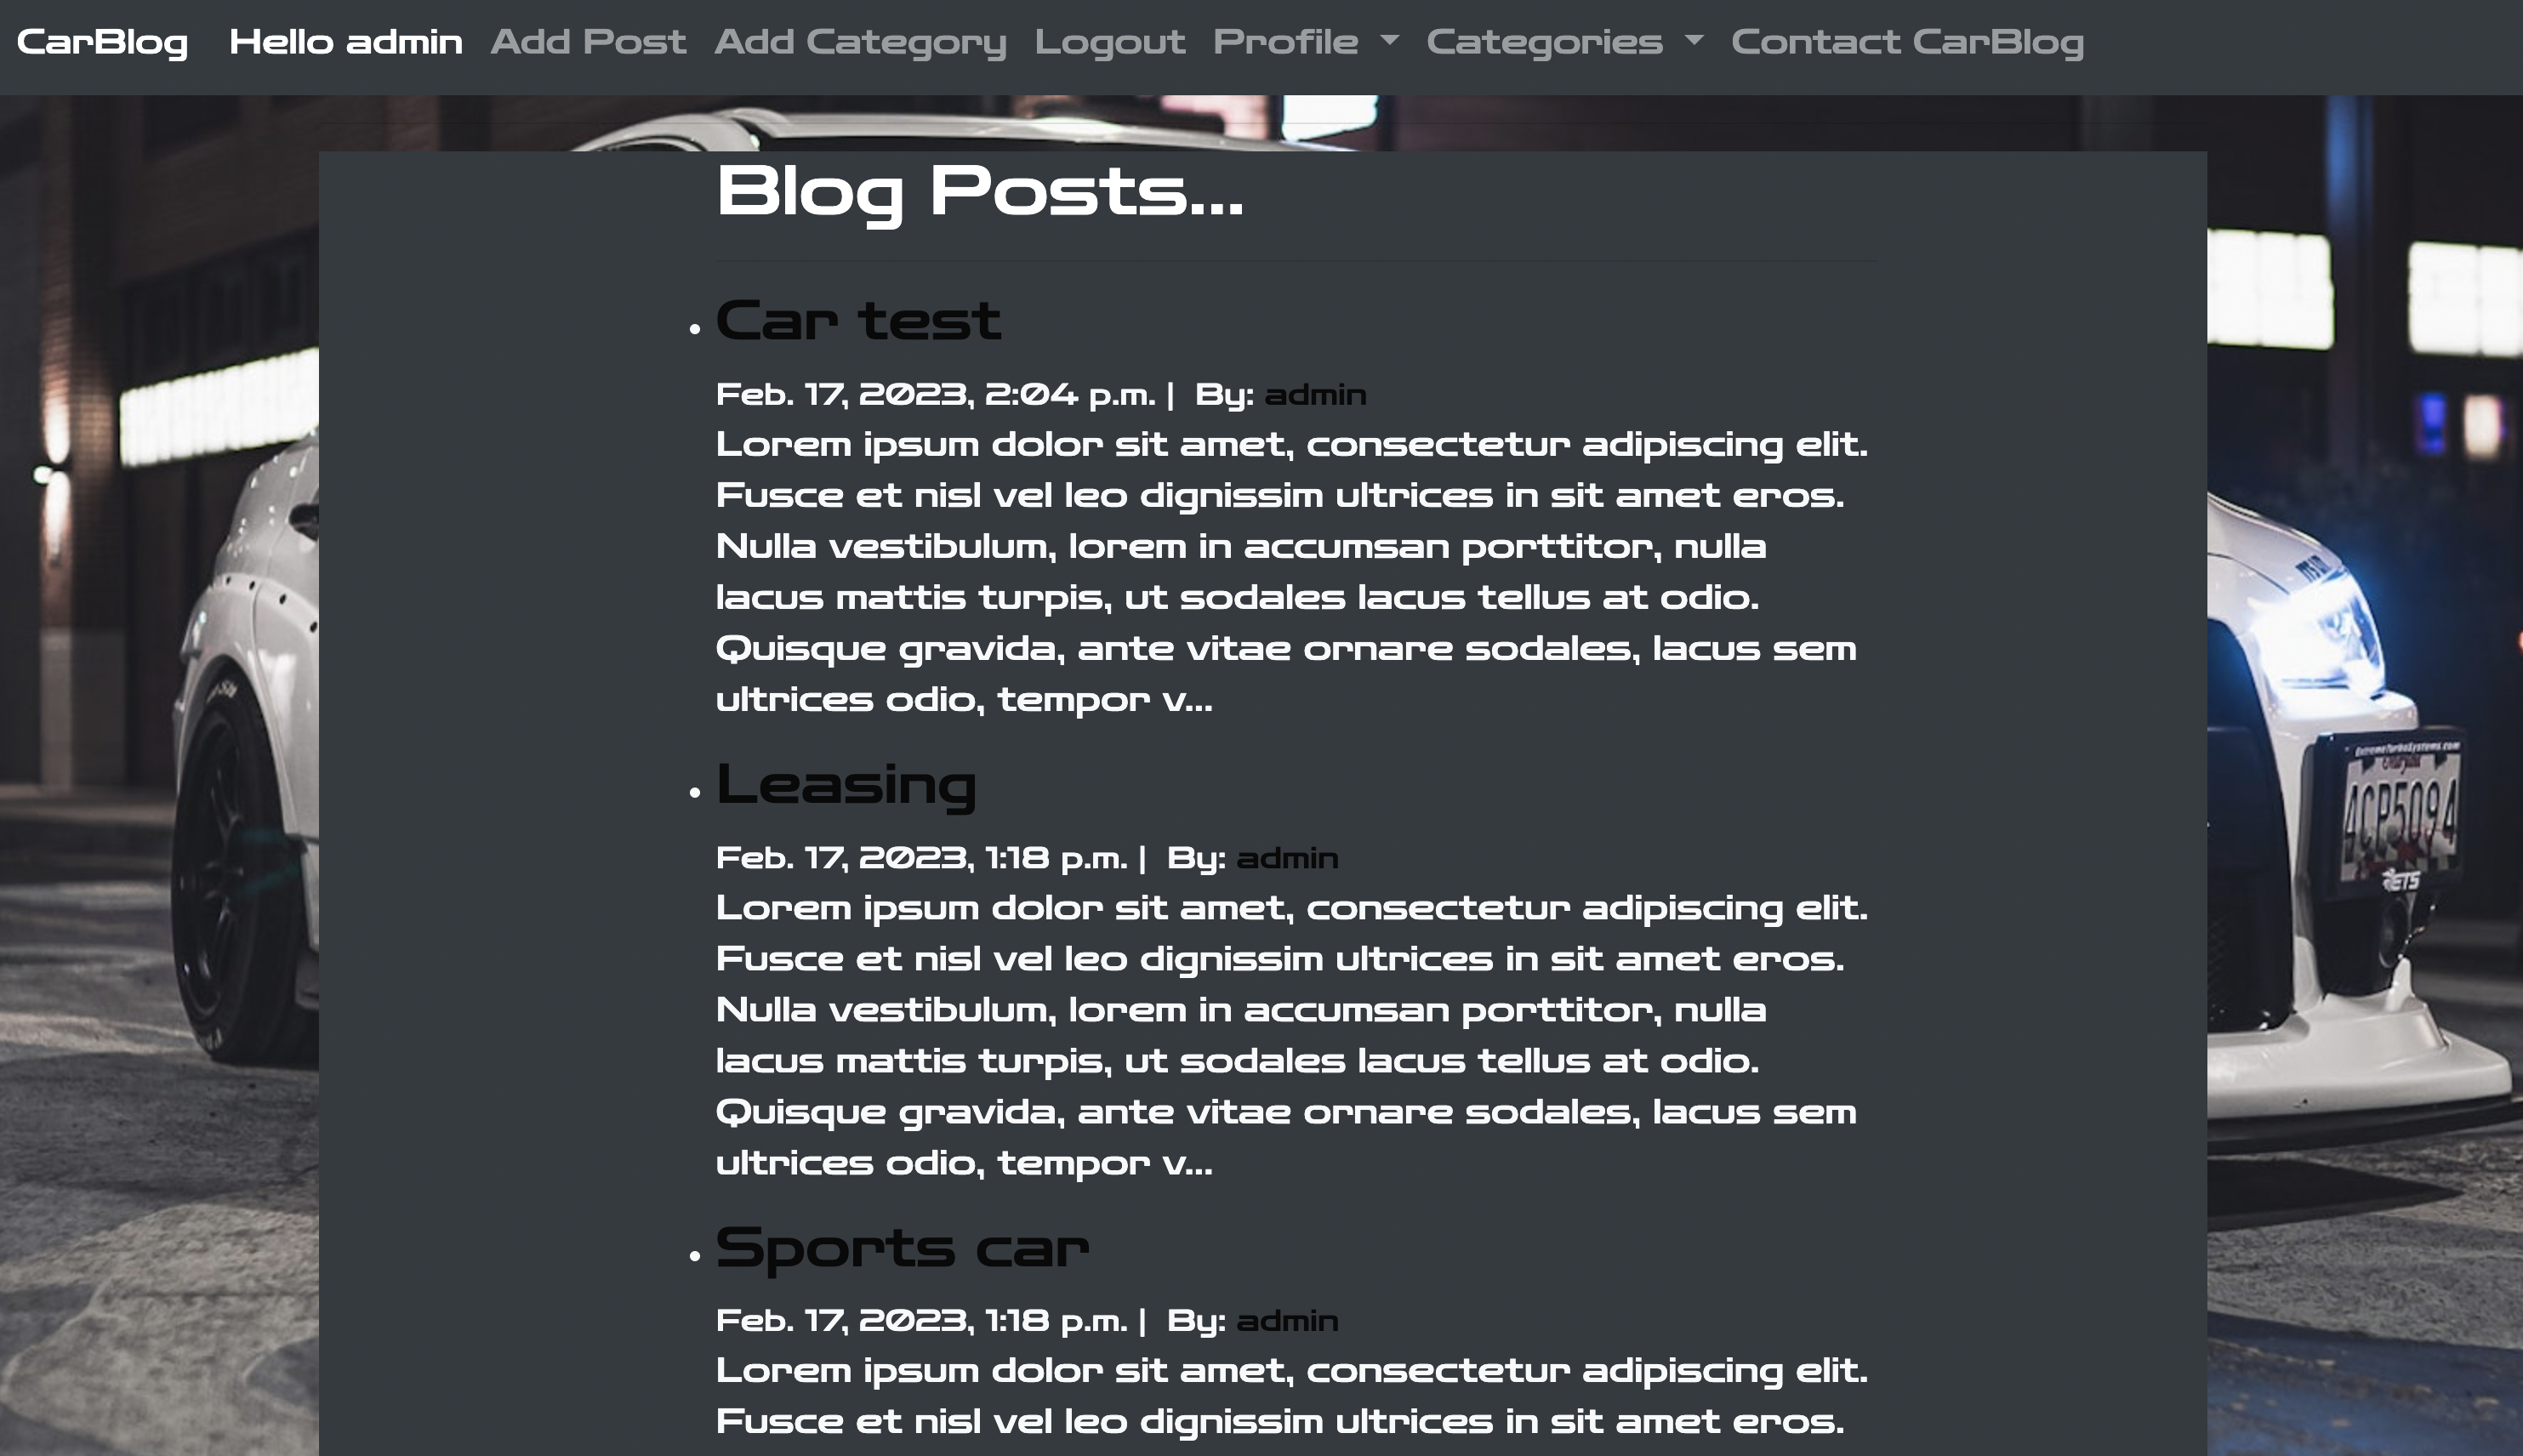 CarBlog Hello admin Add Post Add Category Logout Profile Categories Contact CarBlog
Blog Posts...
Car test
Feb. 17, 2023, 2:04 p.m. | By: admin
Lorem ipsum dolor sit amet, consectetur adipiscing elit.
Fusce et nisl vel leo dignissim ultrices in sit amet eros.
Nulla vestibulum, lorem in accumsan porttitor, nulla
lacus mattis turpis, ut sodales lacus tellus at odio.
Quisque gravida, ante vitae ornare sodales, lacus sem
ultrices odio, tempor v...
Leasing
Feb. 17, 2023, 1:18 p.m. | By: admin
Lorem ipsum dolor sit amet, consectetur adipiscing elit.
Fusce et nisl vel leo dignissim ultrices in sit amet eros.
Nulla vestibulum, lorem in accumsan porttitor, nulla
lacus mattis turpis, ut sodales lacus tellus at odio.
Quisque gravida, ante vitae ornare sodales, lacus sem
ultrices odio, tempor v...
Sports car
Feb. 17, 2023, 1:18 p.m. | By: admin
Lorem ipsum dolor sit amet, consectetur adipiscing elit.
Fusce et nisl vel leo dignissim ultrices in sit amet eros.
ExtremeTurboSystems.com
Maryland
4CP5094
ETS